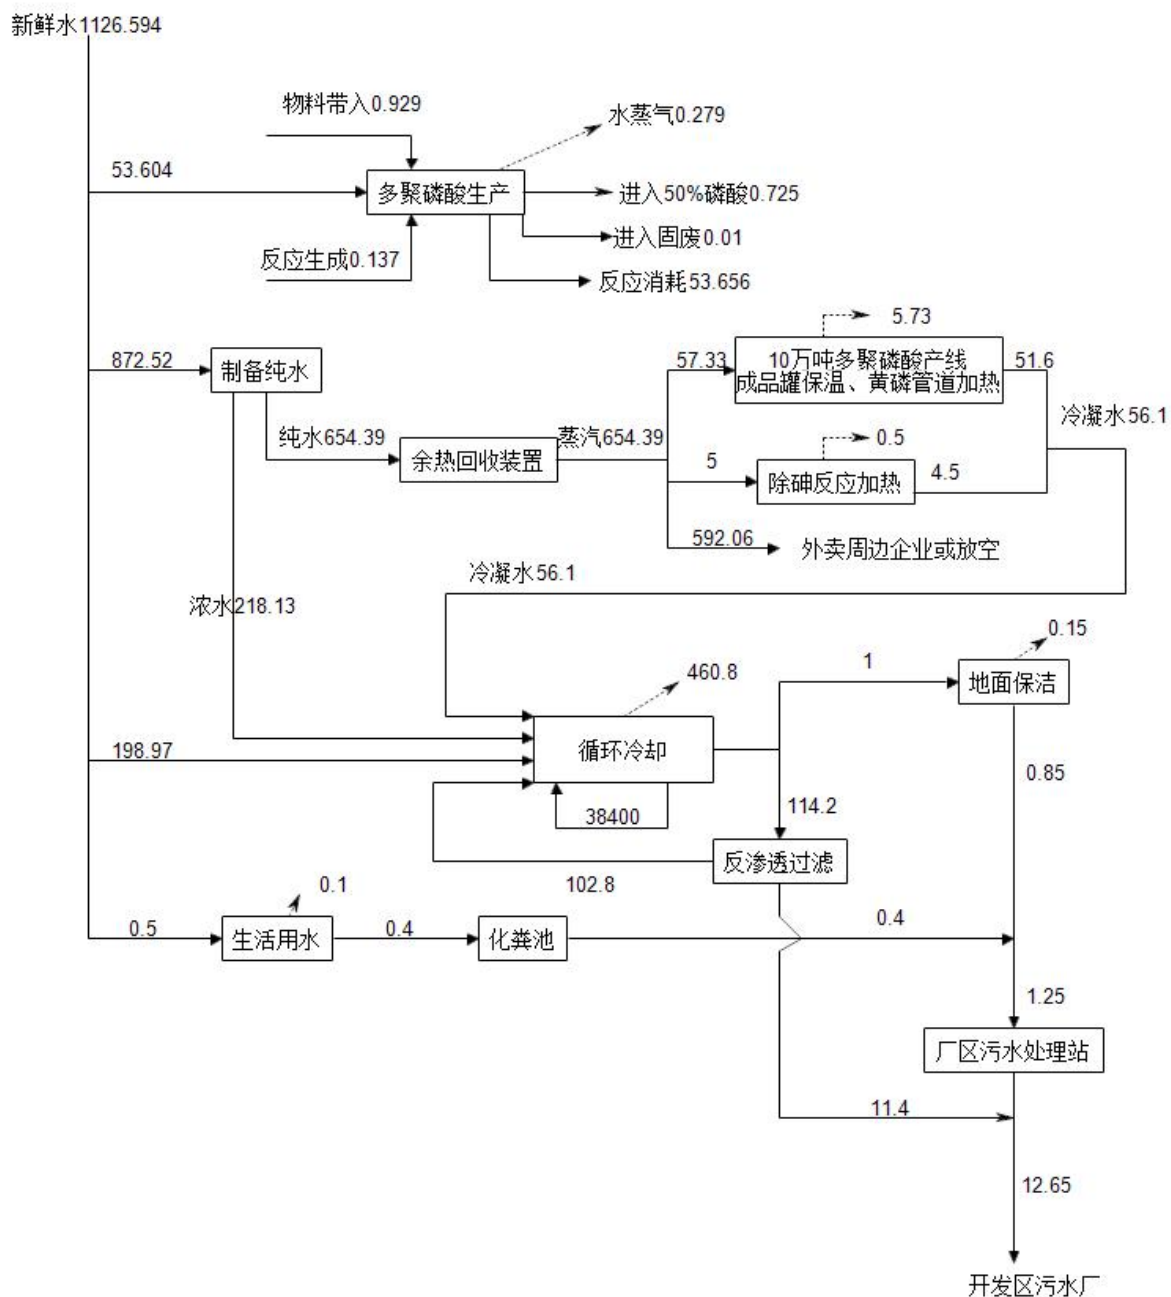 新鲜水1126.594
物料带入0.929
水蒸气0.279
53.604
多聚磷酸生产
进入50%磷酸0.725
进入固废0.01
反应生成0.137
反应消耗53.656
5.73
872.52
制备纯水
57.33
10万吨多聚磷酸产线
成品罐保温、黄磷管道加热
51.6
冷凝水56.1
纯水654.39
余热回收装置
蒸汽654.39
0.5
5
除砷反应加热
4.5
592.06
外卖周边企业或放空
冷凝水56.1
浓水218.13
0.15
460.8
1
地面保洁
198.97
循环冷却
0.85
38400
114.2
反渗透过滤
102.8
0.1
0.5
生活用水
0.4
化粪池
0.4
1.25
厂区污水处理站
11.4
12.65
开发区污水厂